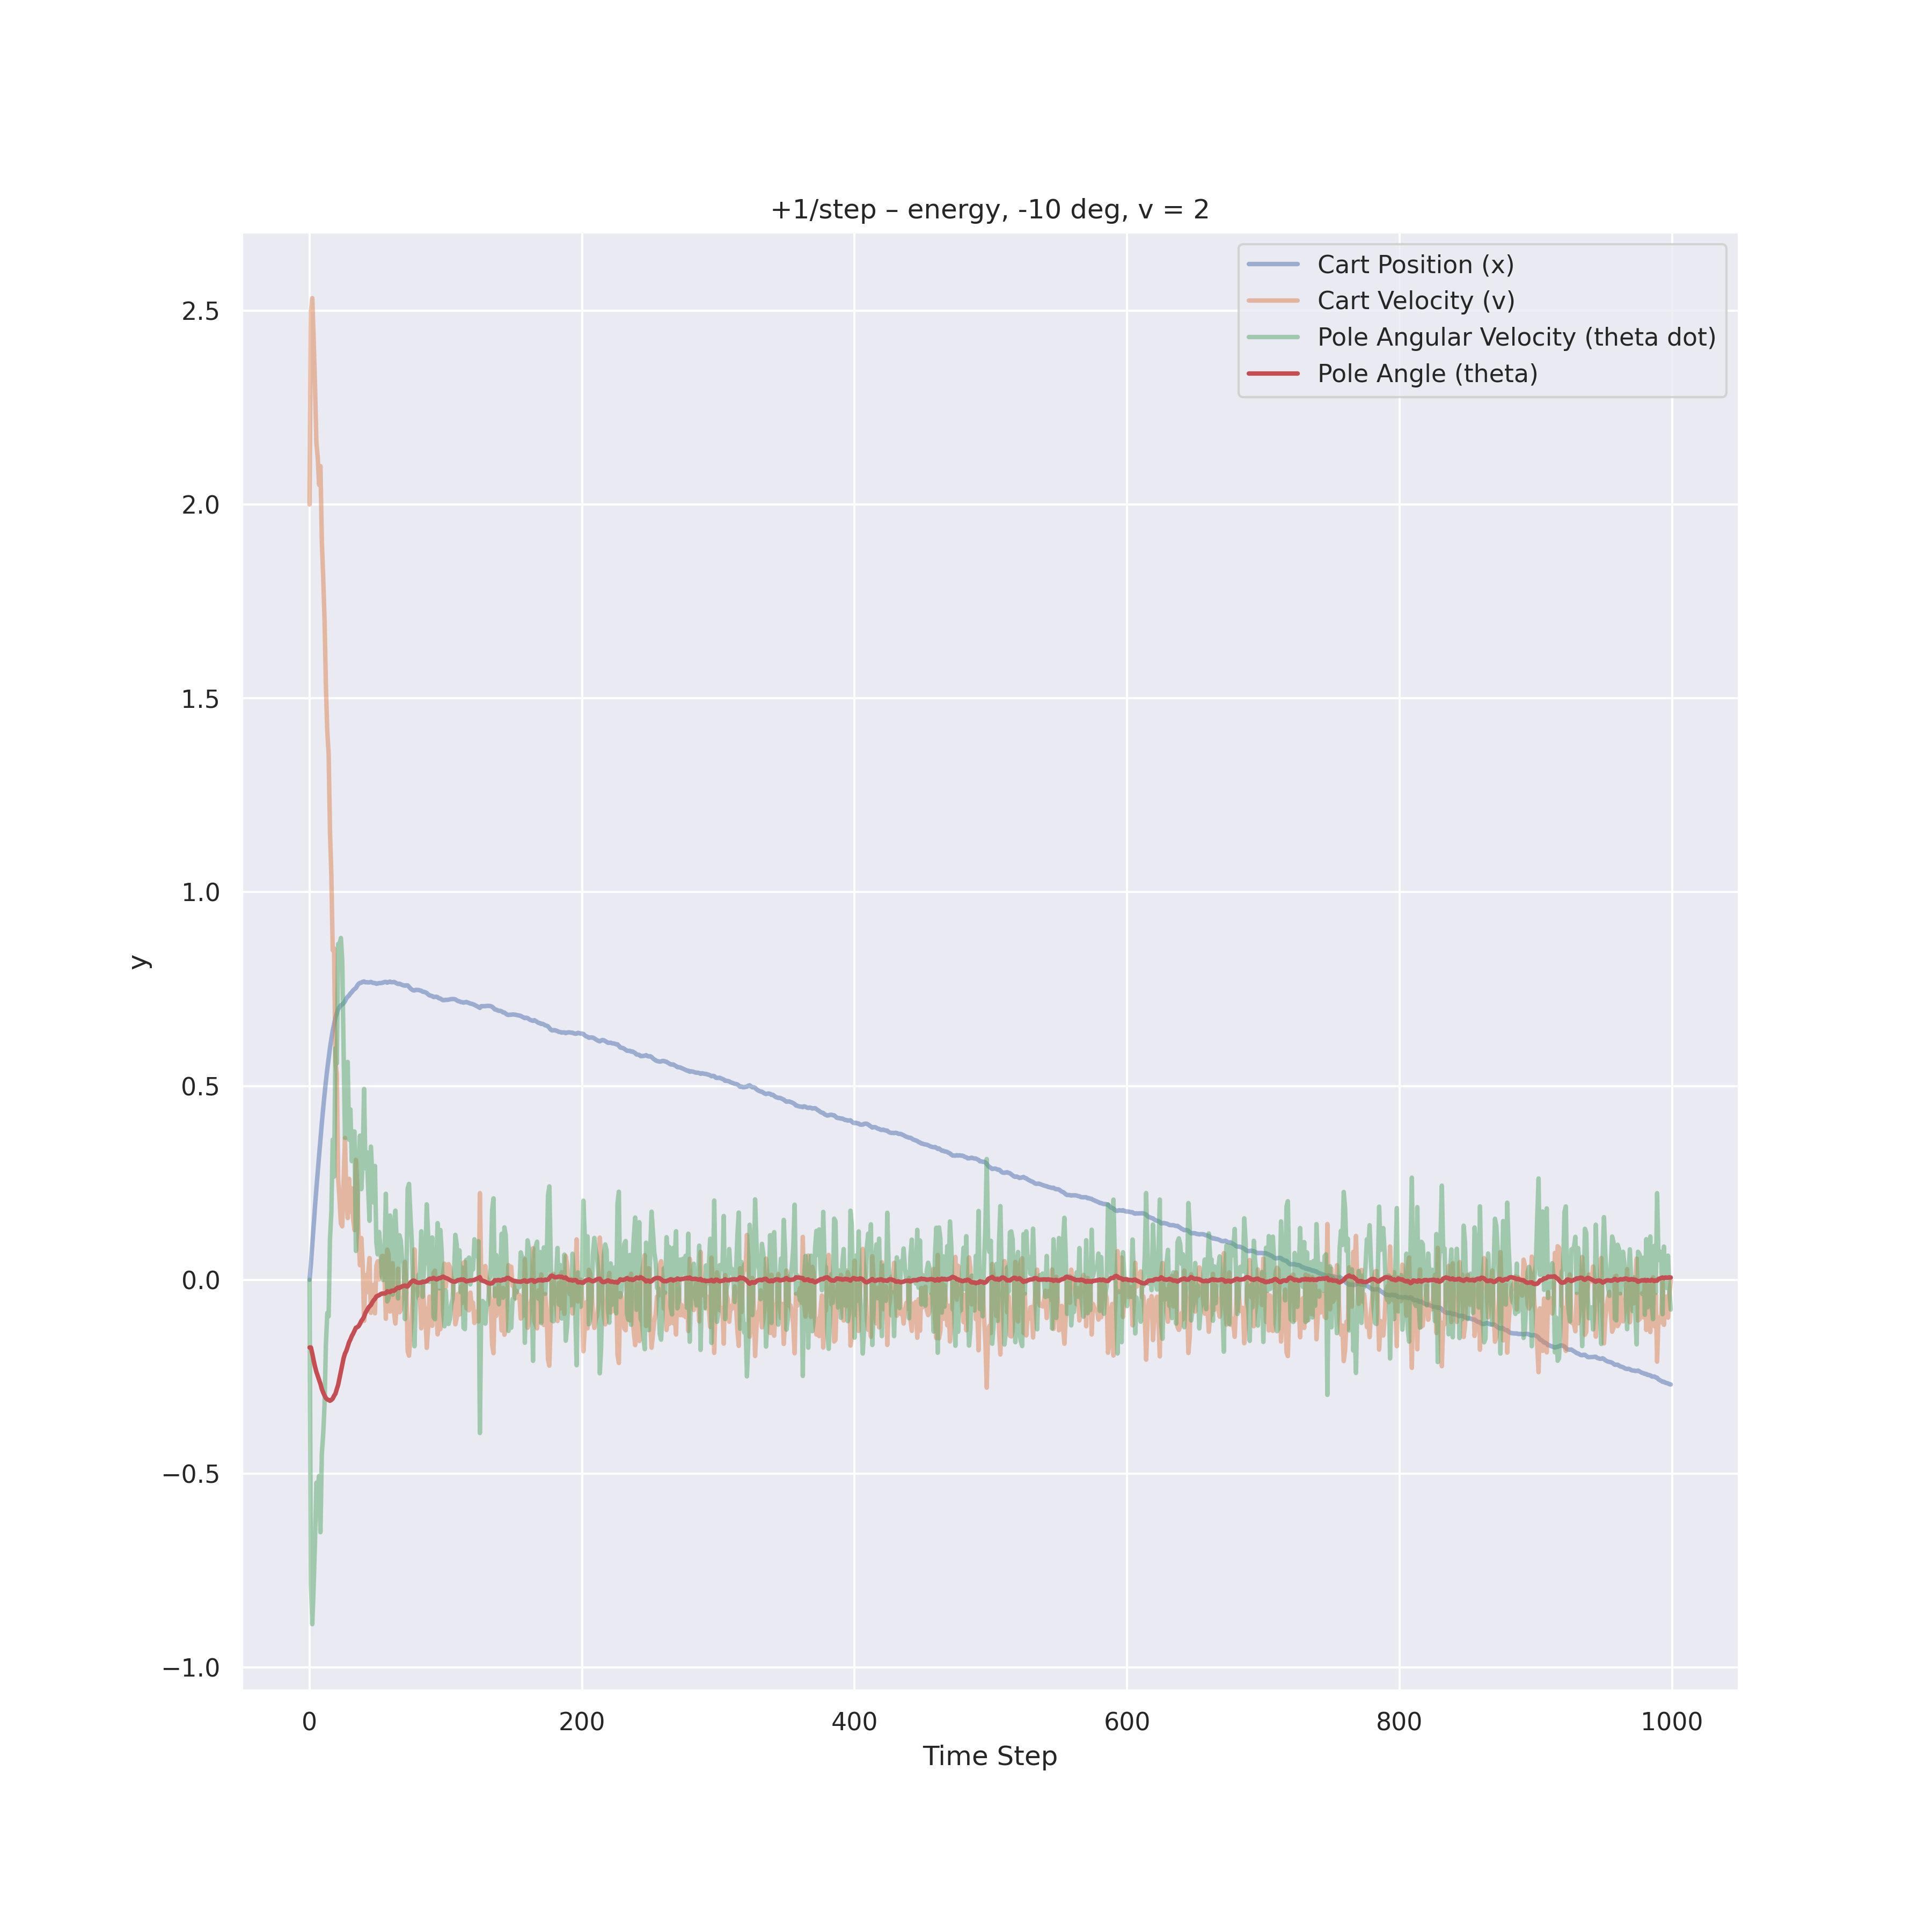 +1/step – energy, -10 deg, v = 2
Cart Position (x)
Cart Velocity (v)
Pole Angular Velocity (theta dot)
Pole Angle (theta)
2.5
2.0
1.5
1.0
y
0.5
0.0
−0.5
−1.0
0 200 400 600 800 1000
Time Step